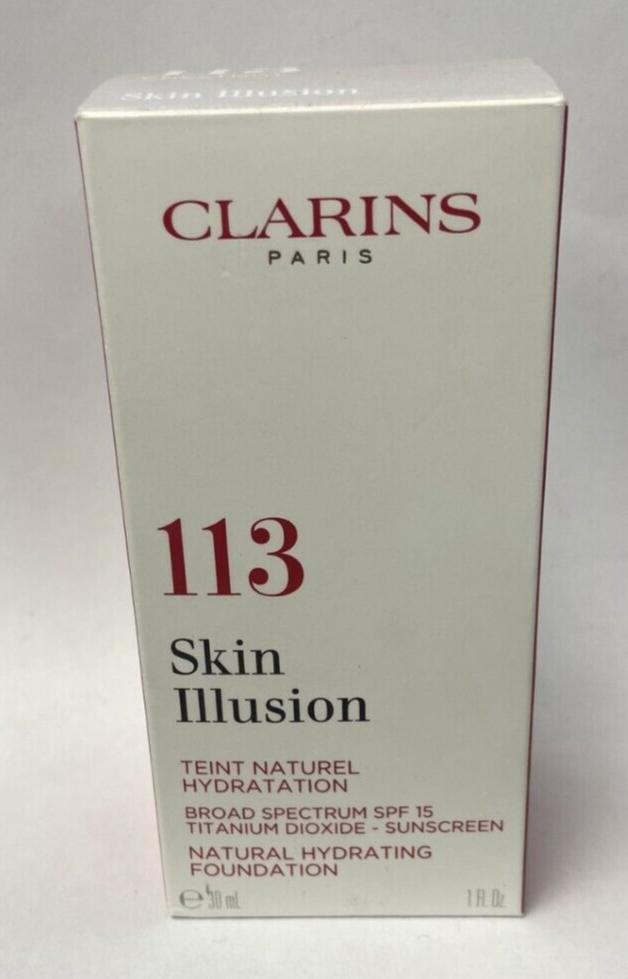 Skin Illusion
CLARINS
PARIS
113
Skin
Illusion
TEINT NATUREL
HYDRATATION
BROAD SPECTRUM SPF 15
TITANIUM DIOXIDE - SUNSCREEN
NATURAL HYDRATING
FOUNDATION
℮ 30 mL 1 Fl. Oz.